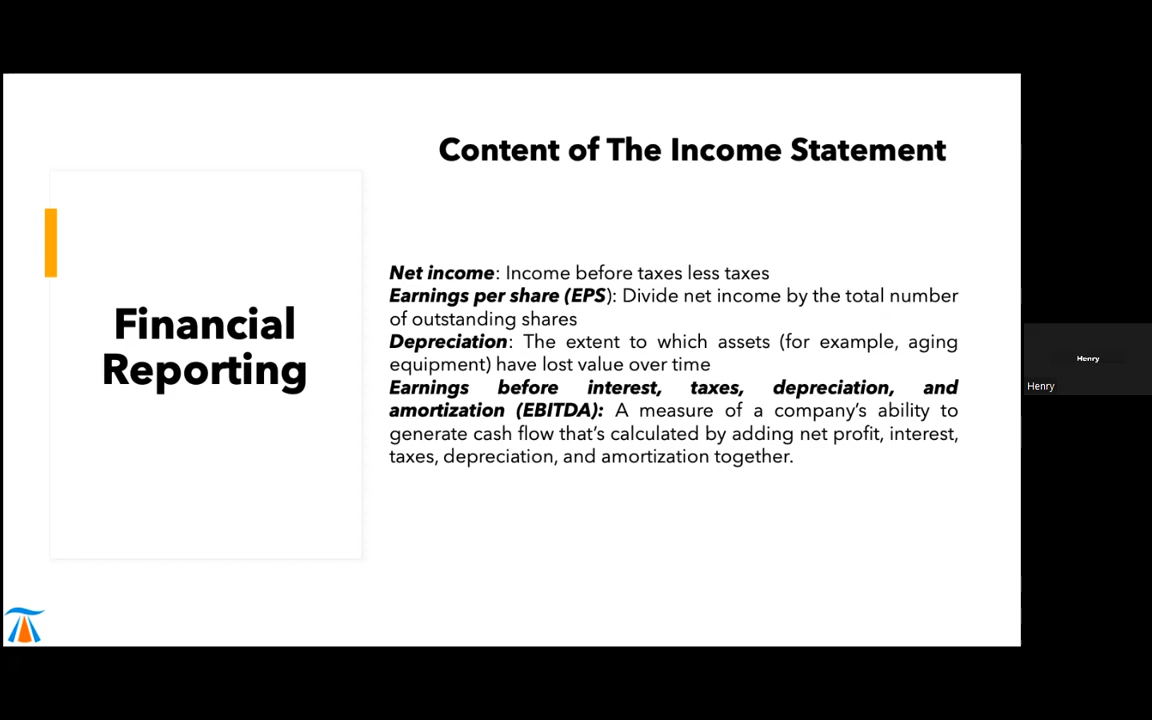 Content of The Income Statement
Financial
Reporting
Net income: Income before taxes less taxes
Earnings per share (EPS): Divide net income by the total number
of outstanding shares
Depreciation: The extent to which assets (for example, aging
equipment) have lost value over time
Earnings before interest, taxes, depreciation, and
amortization (EBITDA): A measure of a company’s ability to
generate cash flow that’s calculated by adding net profit, interest,
taxes, depreciation, and amortization together.
Henry
Henry